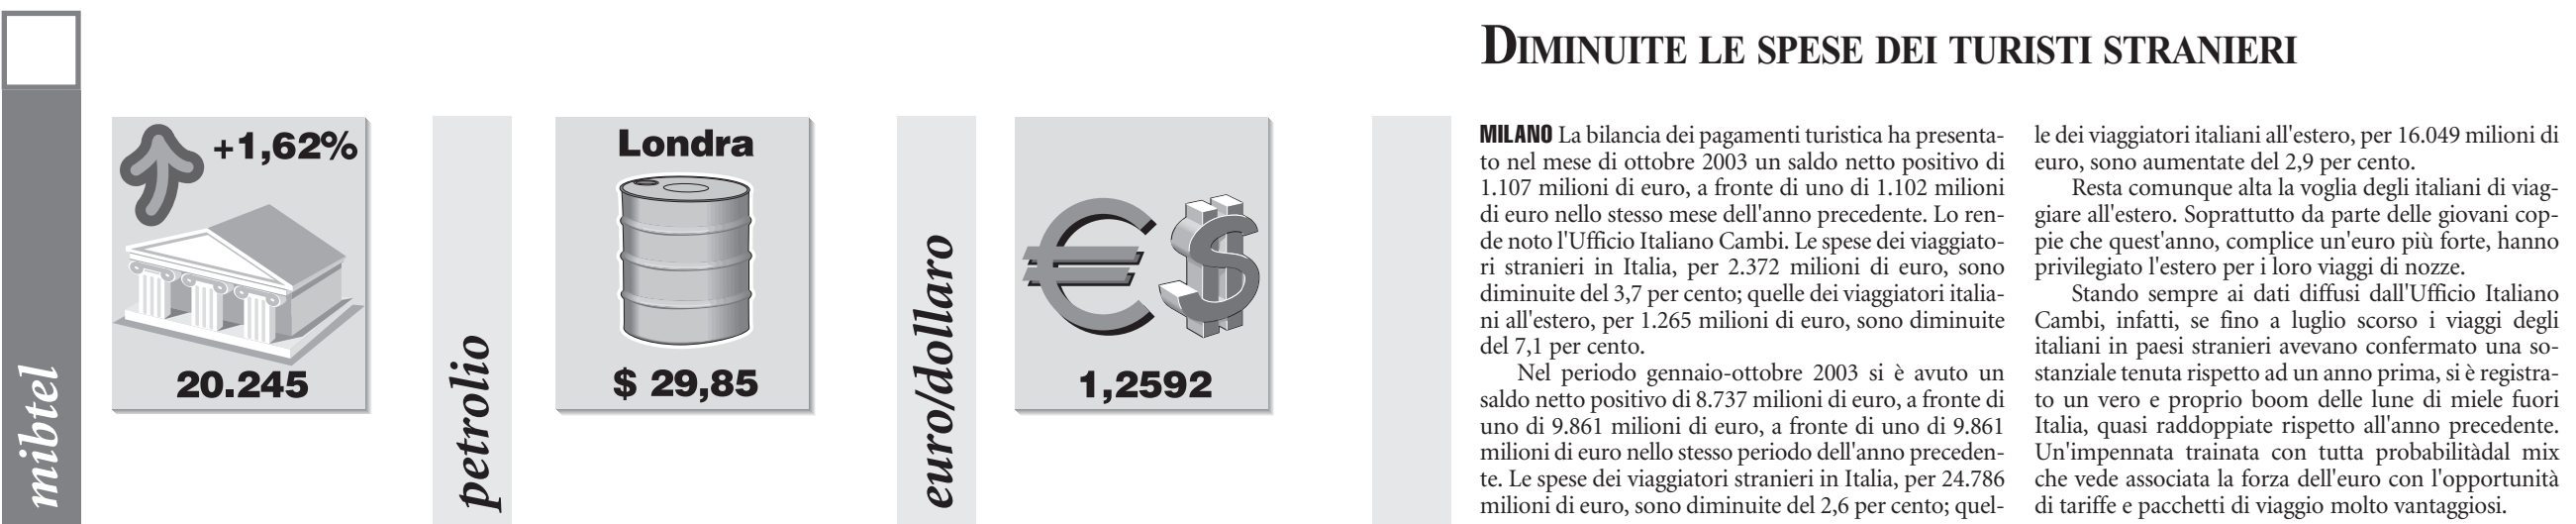 mibtel
+1,62%
20.245
petrolio
Londra
$ 29,85
euro/dollaro
1,2592
DIMINUITE LE SPESE DEI TURISTI STRANIERI
MILANO La bilancia dei pagamenti turistica ha presenta-
to nel mese di ottobre 2003 un saldo netto positivo di
1.107 milioni di euro, a fronte di uno di 1.102 milioni
di euro nello stesso mese dell'anno precedente. Lo ren-
de noto l'Ufficio Italiano Cambi. Le spese dei viaggiato-
ri stranieri in Italia, per 2.372 milioni di euro, sono
diminuite del 3,7 per cento; quelle dei viaggiatori italia-
ni all'estero, per 1.265 milioni di euro, sono diminuite
del 7,1 per cento.
Nel periodo gennaio-ottobre 2003 si è avuto un
saldo netto positivo di 8.737 milioni di euro, a fronte di
uno di 9.861 milioni di euro, a fronte di uno di 9.861
milioni di euro nello stesso periodo dell'anno preceden-
te. Le spese dei viaggiatori stranieri in Italia, per 24.786
milioni di euro, sono diminuite del 2,6 per cento; quel-
le dei viaggiatori italiani all'estero, per 16.049 milioni di
euro, sono aumentate del 2,9 per cento.
Resta comunque alta la voglia degli italiani di viag-
giare all'estero. Soprattutto da parte delle giovani cop-
pie che quest'anno, complice un'euro più forte, hanno
privilegiato l'estero per i loro viaggi di nozze.
Stando sempre ai dati diffusi dall'Ufficio Italiano
Cambi, infatti, se fino a luglio scorso i viaggi degli
italiani in paesi stranieri avevano confermato una so-
stanziale tenuta rispetto ad un anno prima, si è registra-
to un vero e proprio boom delle lune di miele fuori
Italia, quasi raddoppiate rispetto all'anno precedente.
Un'impennata trainata con tutta probabilitàdal mix
che vede associata la forza dell'euro con l'opportunità
di tariffe e pacchetti di viaggio molto vantaggiosi.